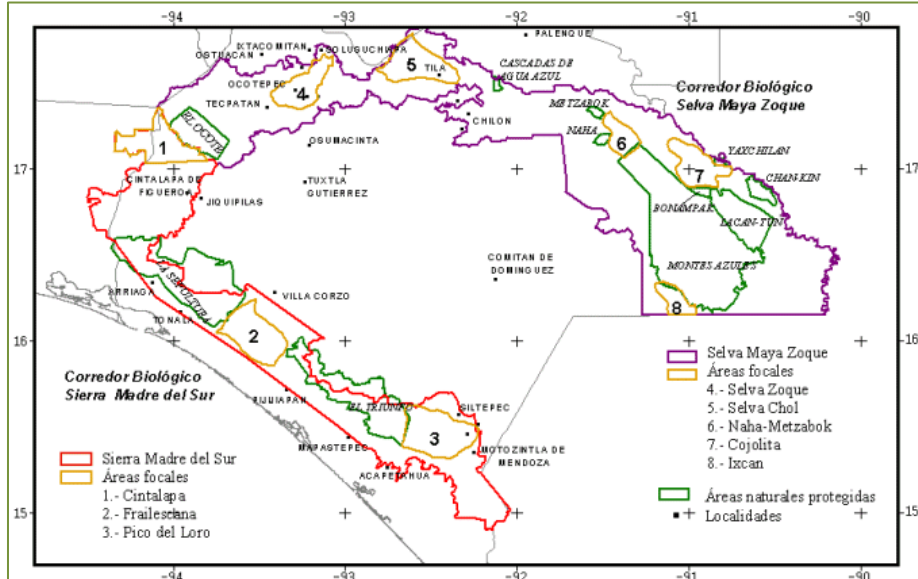 -94 -93 -92 -91 -90
PALENQUE
IXTACOMITAN
OSTUACAN
SOLUSUCHIAPA
5
TILA
CASCADAS DE
AGUA AZUL
Corredor Biológico
Selva Maya Zoque
OCOTEPEC
4
TECPATAN
METZABOK
EL OCOTE
CHILON
NAHA
1
OSUMACINTA
6
YAXCHILAN
17
17
7
CHAN-KIN
CINTALAPA DE
FIGUEROA
TUXTLA
GUTIERREZ
JIQUIPILAS
BONAMPAK
LACAN-TUN
COMITAN DE
DOMINGUEZ
MONTES AZULES
LA SEPULTURA
ARRIAGA
VILLA CORZO
8
TONALA
2
16
16
Corredor Biológico
Sierra Madre del Sur
Selva Maya Zoque
Áreas focales
4.- Selva Zoque
5.- Selva Chol
6.- Naha-Metzabok
7.- Cojolita
8.- Ixcan
Áreas naturales protegidas
Localidades
PIJIJIAPAN
EL TRIUNFO
SILTEPEC
3
MAPASTEPEC
MOTOZINTLA DE
MENDOZA
ACAPETAHUA
Sierra Madre del Sur
Áreas focales
1.- Cintalapa
2.- Frailescana
3.- Pico del Loro
15
15
-94 -93 -92 -91 -90